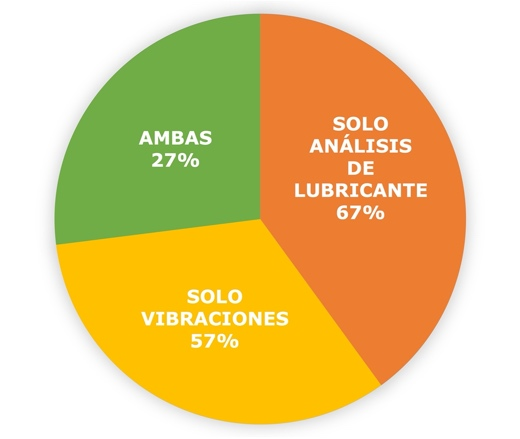 AMBAS
27%
SOLO
ANÁLISIS
DE
LUBRICANTE
67%
SOLO
VIBRACIONES
57%